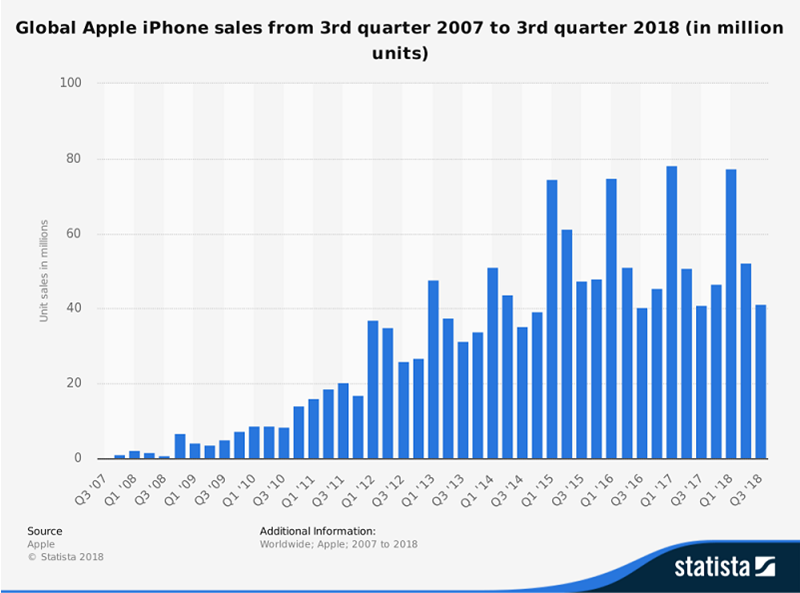 Global Apple iPhone sales from 3rd quarter 2007 to 3rd quarter 2018 (in million
units)
100
80
60
40
20
0
Unit sales in millions
Q3 '07
Q1 '08
Q3 '08
Q1 '09
Q3 '09
Q1 '10
Q3 '10
Q1 '11
Q3 '11
Q1 '12
Q3 '12
Q1 '13
Q3 '13
Q1 '14
Q3 '14
Q1 '15
Q3 '15
Q1 '16
Q3 '16
Q1 '17
Q3 '17
Q1 '18
Q3 '18
Source
Apple
© Statista 2018
Additional Information:
Worldwide; Apple; 2007 to 2018
statista